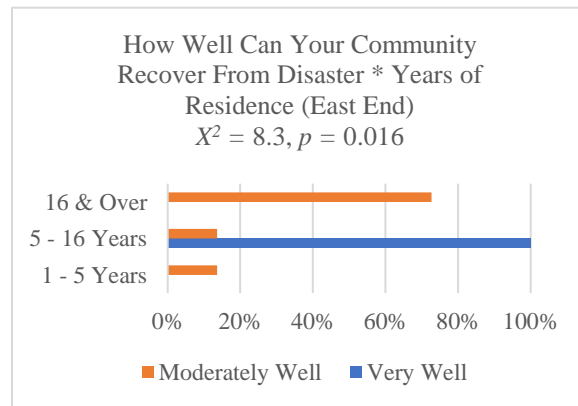 How Well Can Your Community
Recover From Disaster * Years of
Residence (East End)
X² = 8.3, p = 0.016
16 & Over
5 - 16 Years
1 - 5 Years
0% 20% 40% 60% 80% 100%
Moderately Well Very Well